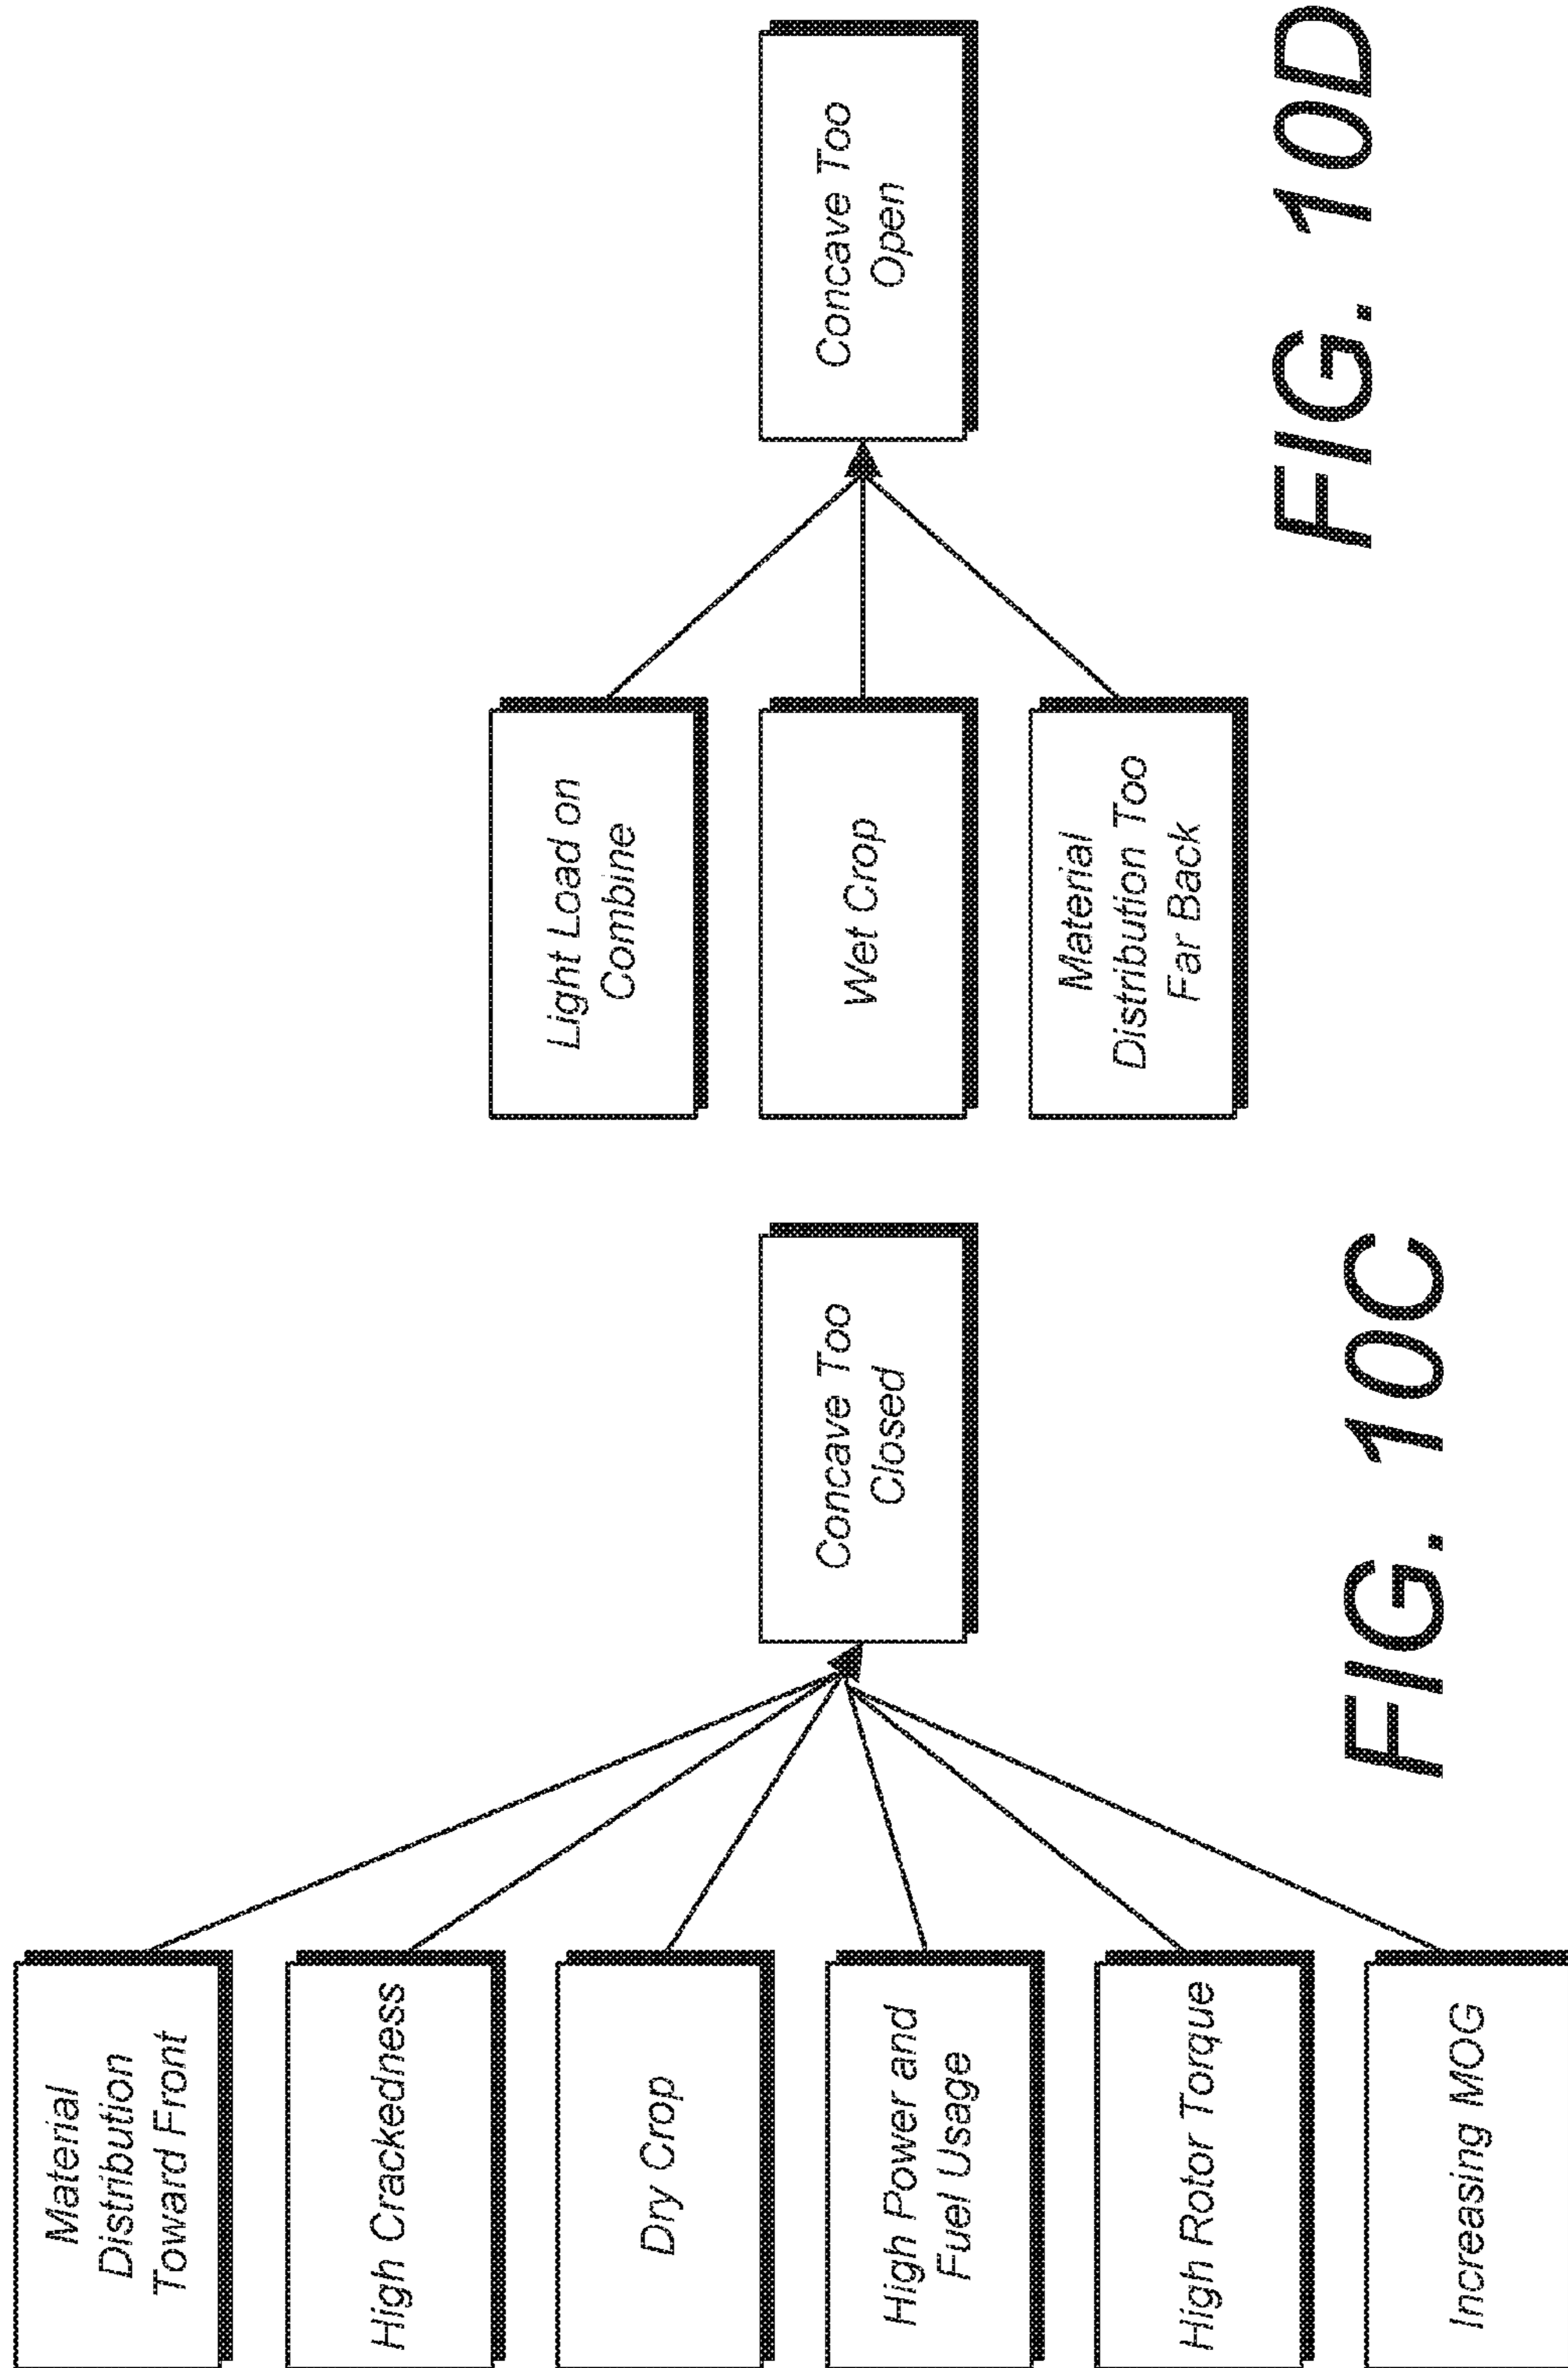 Material
Distribution
Toward Front
High Crackedness
Dry Crop
High Power and
Fuel Usage
High Rotor Torque
Increasing MOG
Concave Too
Closed
FIG. 10C
Light Load on
Combine
Wet Crop
Material
Distribution Too
Far Back
Concave Too
Open
FIG. 10D